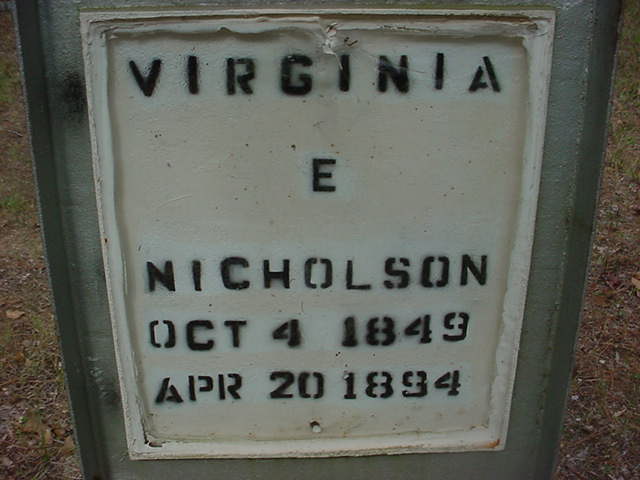 VIRGINIA
E
NICHOLSON
OCT 4 1849
APR 20 1894